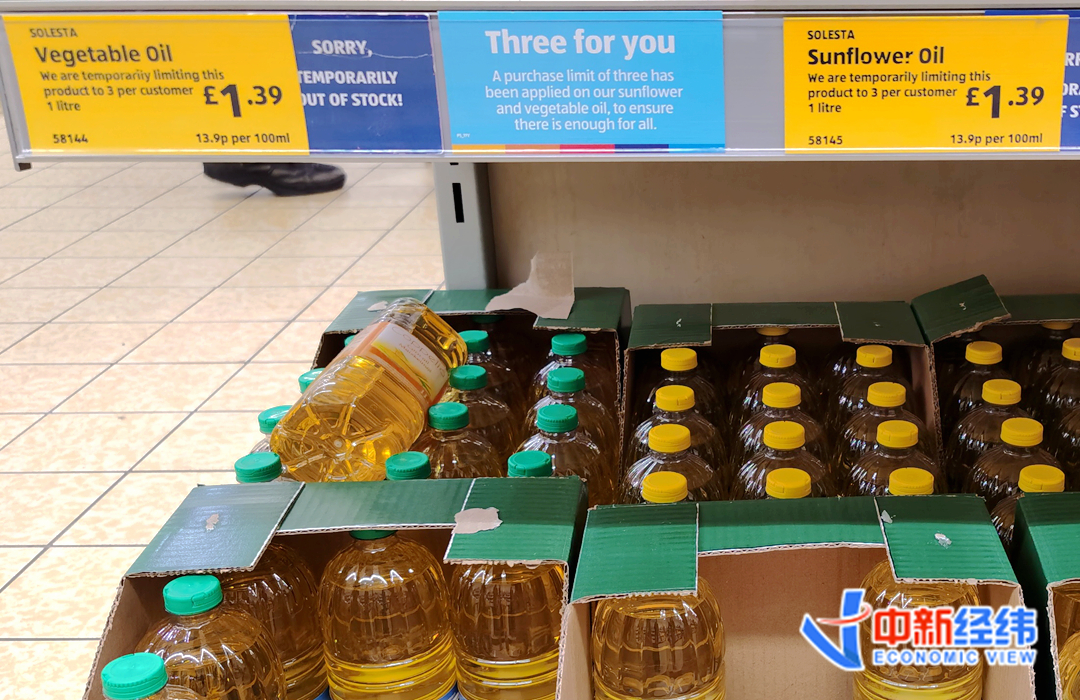 SOLESTA
Vegetable Oil
We are temporarily limiting this
product to 3 per customer
1 litre
£1.39
58144
13.9p per 100ml
SORRY,
TEMPORARILY
OUT OF STOCK!
Three for you
A purchase limit of three has
been applied on our sunflower
and vegetable oil, to ensure
there is enough for all.
SOLESTA
Sunflower Oil
We are temporarily limiting this
product to 3 per customer
1 litre
£1.39
58145
13.9p per 100ml
中新经纬
ECONOMIC VIEW